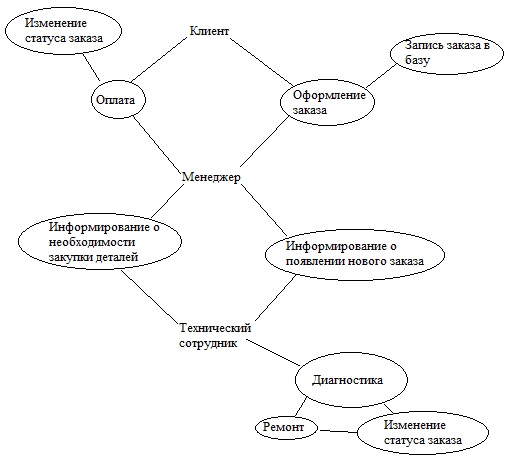 Изменение
статуса заказа
Клиент
Запись заказа в
базу
Оплата
Оформление
заказа
Менеджер
Информирование о
необходимости
закупки деталей
Информирование о
появлении нового заказа
Технический
сотрудник
Диагностика
Ремонт
Изменение
статуса заказа